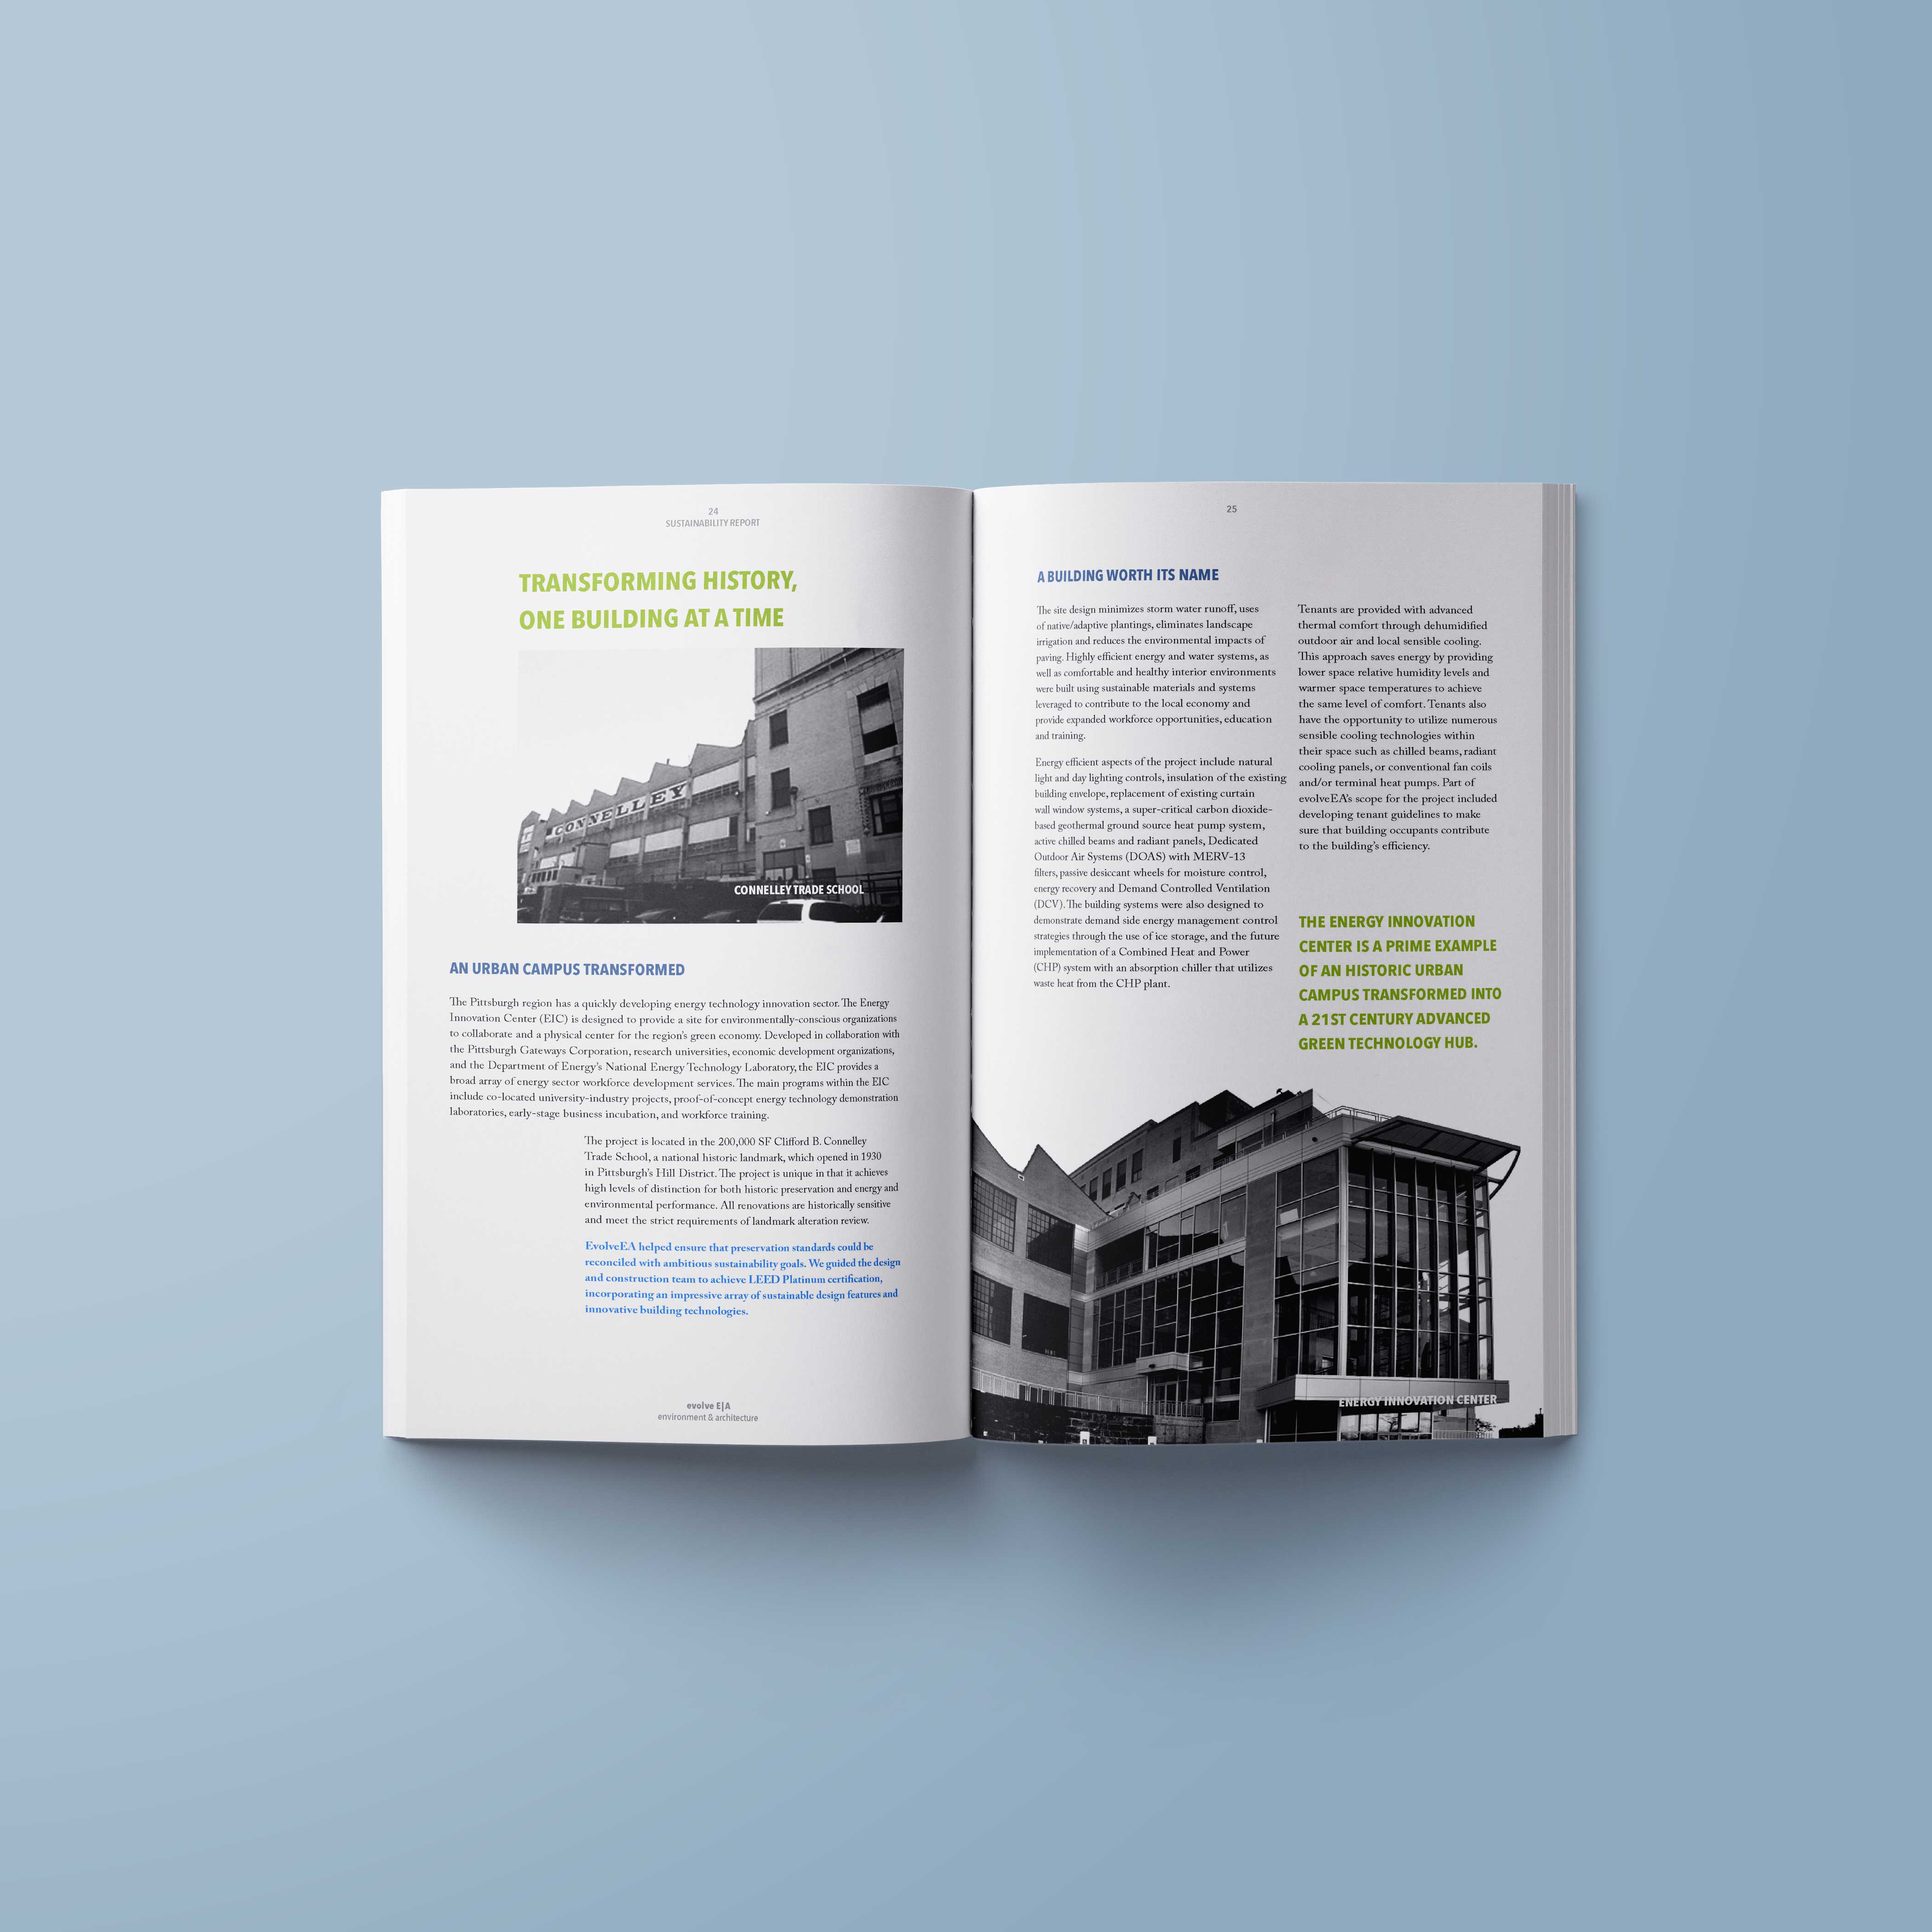 24
SUSTAINABILITY REPORT
TRANSFORMING HISTORY,
ONE BUILDING AT A TIME
CONNELLEY
CONNELLEY TRADE SCHOOL
AN URBAN CAMPUS TRANSFORMED
The Pittsburgh region has a quickly developing energy technology innovation sector. The Energy
Innovation Center (EIC) is designed to provide a site for environmentally-conscious organizations
to collaborate and a physical center for the region's green economy. Developed in collaboration with
the Pittsburgh Gateways Corporation, research universities, economic development organizations,
and the Department of Energy's National Energy Technology Laboratory, the EIC provides a
broad array of energy sector workforce development services. The main programs within the EIC
include co-located university-industry projects, proof-of-concept energy technology demonstration
laboratories, early-stage business incubation, and workforce training.
The project is located in the 200,000 SF Clifford B. Connelley
Trade School, a national historic landmark, which opened in 1930
in Pittsburgh's Hill District. The project is unique in that it achieves
high levels of distinction for both historic preservation and energy and
environmental performance. All renovations are historically sensitive
and meet the strict requirements of landmark alteration review.
EvolveEA helped ensure that preservation standards could be
reconciled with ambitious sustainability goals. We guided the design
and construction team to achieve LEED Platinum certification,
incorporating an impressive array of sustainable design features and
innovative building technologies.
evolve E|A
environment & architecture
25
A BUILDING WORTH ITS NAME
The site design minimizes storm water runoff, uses
of native/adaptive plantings, eliminates landscape
irrigation and reduces the environmental impacts of
paving. Highly efficient energy and water systems, as
well as comfortable and healthy interior environments
were built using sustainable materials and systems
leveraged to contribute to the local economy and
provide expanded workforce opportunities, education
and training.
Energy efficient aspects of the project include natural
light and day lighting controls, insulation of the existing
building envelope, replacement of existing curtain
wall window systems, a super-critical carbon dioxide-
based geothermal ground source heat pump system,
active chilled beams and radiant panels, Dedicated
Outdoor Air Systems (DOAS) with MERV-13
filters, passive desiccant wheels for moisture control,
energy recovery and Demand Controlled Ventilation
(DCV). The building systems were also designed to
demonstrate demand side energy management control
strategies through the use of ice storage, and the future
implementation of a Combined Heat and Power
(CHP) system with an absorption chiller that utilizes
waste heat from the CHP plant.
Tenants are provided with advanced
thermal comfort through dehumidified
outdoor air and local sensible cooling.
This approach saves energy by providing
lower space relative humidity levels and
warmer space temperatures to achieve
the same level of comfort. Tenants also
have the opportunity to utilize numerous
sensible cooling technologies within
their space such as chilled beams, radiant
cooling panels, or conventional fan coils
and/or terminal heat pumps. Part of
evolveEA's scope for the project included
developing tenant guidelines to make
sure that building occupants contribute
to the building's efficiency.
THE ENERGY INNOVATION
CENTER IS A PRIME EXAMPLE
OF AN HISTORIC URBAN
CAMPUS TRANSFORMED INTO
A 21ST CENTURY ADVANCED
GREEN TECHNOLOGY HUB.
ENERGY INNOVATION CENTER